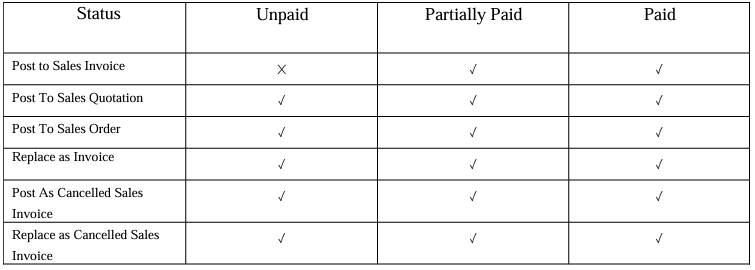 Status Unpaid Partially Paid Paid
Post to Sales Invoice X √ √
Post To Sales Quotation √ √ √
Post To Sales Order √ √ √
Replace as Invoice √ √ √
Post As Cancelled Sales
Invoice √ √ √
Replace as Cancelled Sales
Invoice √ √ √